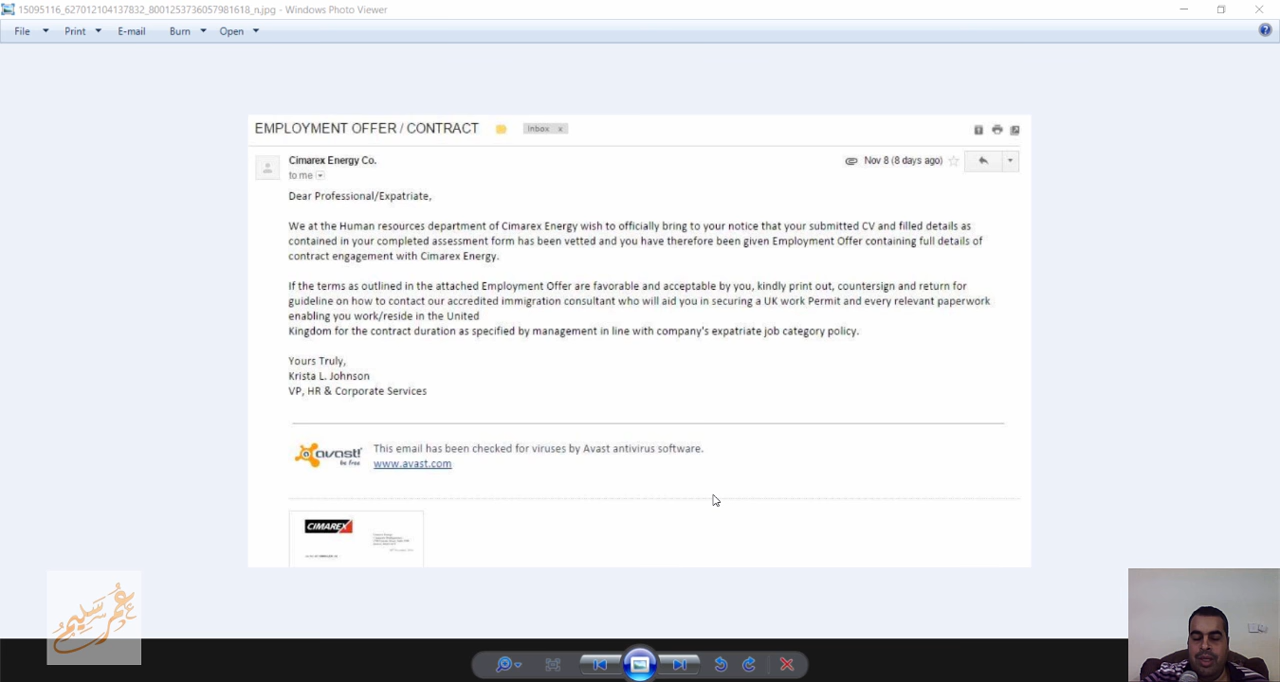 15095116_627012104137832_8001253736057981618_n.jpg - Windows Photo Viewer
File Print E-mail Burn Open
EMPLOYMENT OFFER / CONTRACT Inbox x
Cimarex Energy Co. Nov 8 (8 days ago)
to me
Dear Professional/Expatriate,
We at the Human resources department of Cimarex Energy wish to officially bring to your notice that your submitted CV and filled details as
contained in your completed assessment form has been vetted and you have therefore been given Employment Offer containing full details of
contract engagement with Cimarex Energy.
If the terms as outlined in the attached Employment Offer are favorable and acceptable by you, kindly print out, countersign and return for
guideline on how to contact our accredited immigration consultant who will aid you in securing a UK work Permit and every relevant paperwork
enabling you work/reside in the United
Kingdom for the contract duration as specified by management in line with company's expatriate job category policy.
Yours Truly,
Krista L. Johnson
VP, HR & Corporate Services
avast!
be free
This email has been checked for viruses by Avast antivirus software.
www.avast.com
CIMAREX
عمر سليم